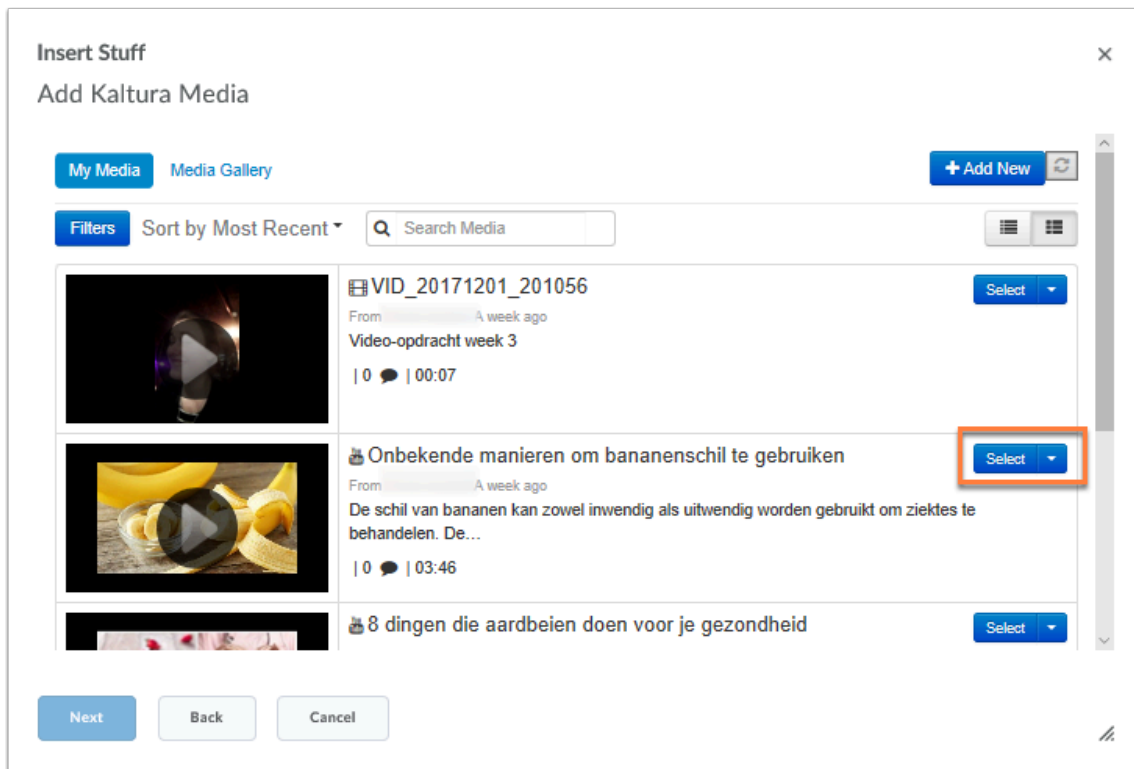 Insert Stuff
Add Kaltura Media
My Media Media Gallery + Add New
Filters Sort by Most Recent Search Media
VID_20171201_201056 Select
From A week ago
Video-opdracht week 3
| 0 | 00:07
Onbekende manieren om bananenschil te gebruiken Select
From A week ago
De schil van bananen kan zowel inwendig als uitwendig worden gebruikt om ziektes te
behandelen. De...
| 0 | 03:46
8 dingen die aardbeien doen voor je gezondheid Select
Next Back Cancel